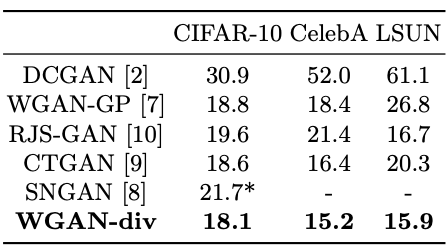 CIFAR-10 CelebA LSUN
DCGAN [2] 30.9 52.0 61.1
WGAN-GP [7] 18.8 18.4 26.8
RJS-GAN [10] 19.6 21.4 16.7
CTGAN [9] 18.6 16.4 20.3
SNGAN [8] 21.7* - -
WGAN-div 18.1 15.2 15.9